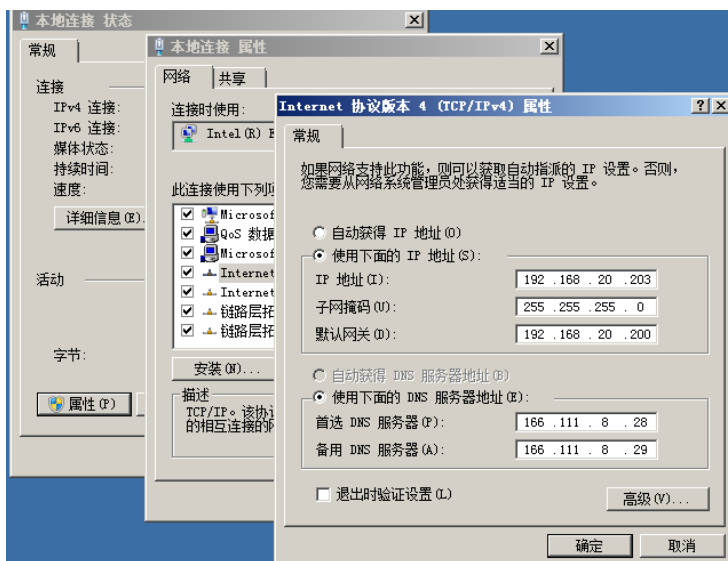 本地连接 状态
常规
连接
IPv4 连接:
IPv6 连接:
媒体状态:
持续时间:
速度:
详细信息(E).
活动
字节:
属性(P)
本地连接 属性
网络
共享
连接时使用:
Intel(R)
此连接使用下列项
Microsof
QoS 数据
Microsof
Internet
Internet
链路层拓
链路层拓
安装(N)...
描述
TCP/IP。该协议
的相互连接的网
Internet 协议版本 4 (TCP/IPv4) 属性
常规
如果网络支持此功能，则可以获取自动指派的 IP 设置。否则，
您需要从网络系统管理员处获得适当的 IP 设置。
自动获得 IP 地址(O)
使用下面的 IP 地址(S):
IP 地址(I): 192 .168 .20 .203
子网掩码(U): 255 .255 .255 .0
默认网关(D): 192 .168 .20 .200
自动获得 DNS 服务器地址(B)
使用下面的 DNS 服务器地址(E):
首选 DNS 服务器(P): 166 .111 .8 .28
备用 DNS 服务器(A): 166 .111 .8 .29
退出时验证设置(L)
高级(V)...
确定
取消